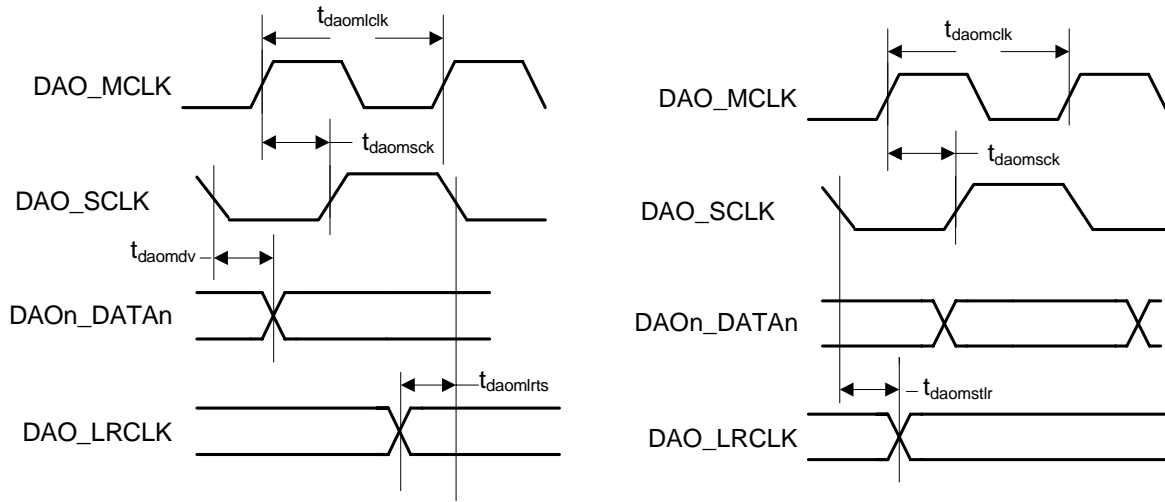 t_daomlclk
DAO_MCLK
t_daomsck
DAO_SCLK
t_daomdv
DAOn_DATAn
t_daomlrts
DAO_LRCLK
t_daomclk
DAO_MCLK
t_daomsck
DAO_SCLK
DAOn_DATAn
t_daomstlr
DAO_LRCLK